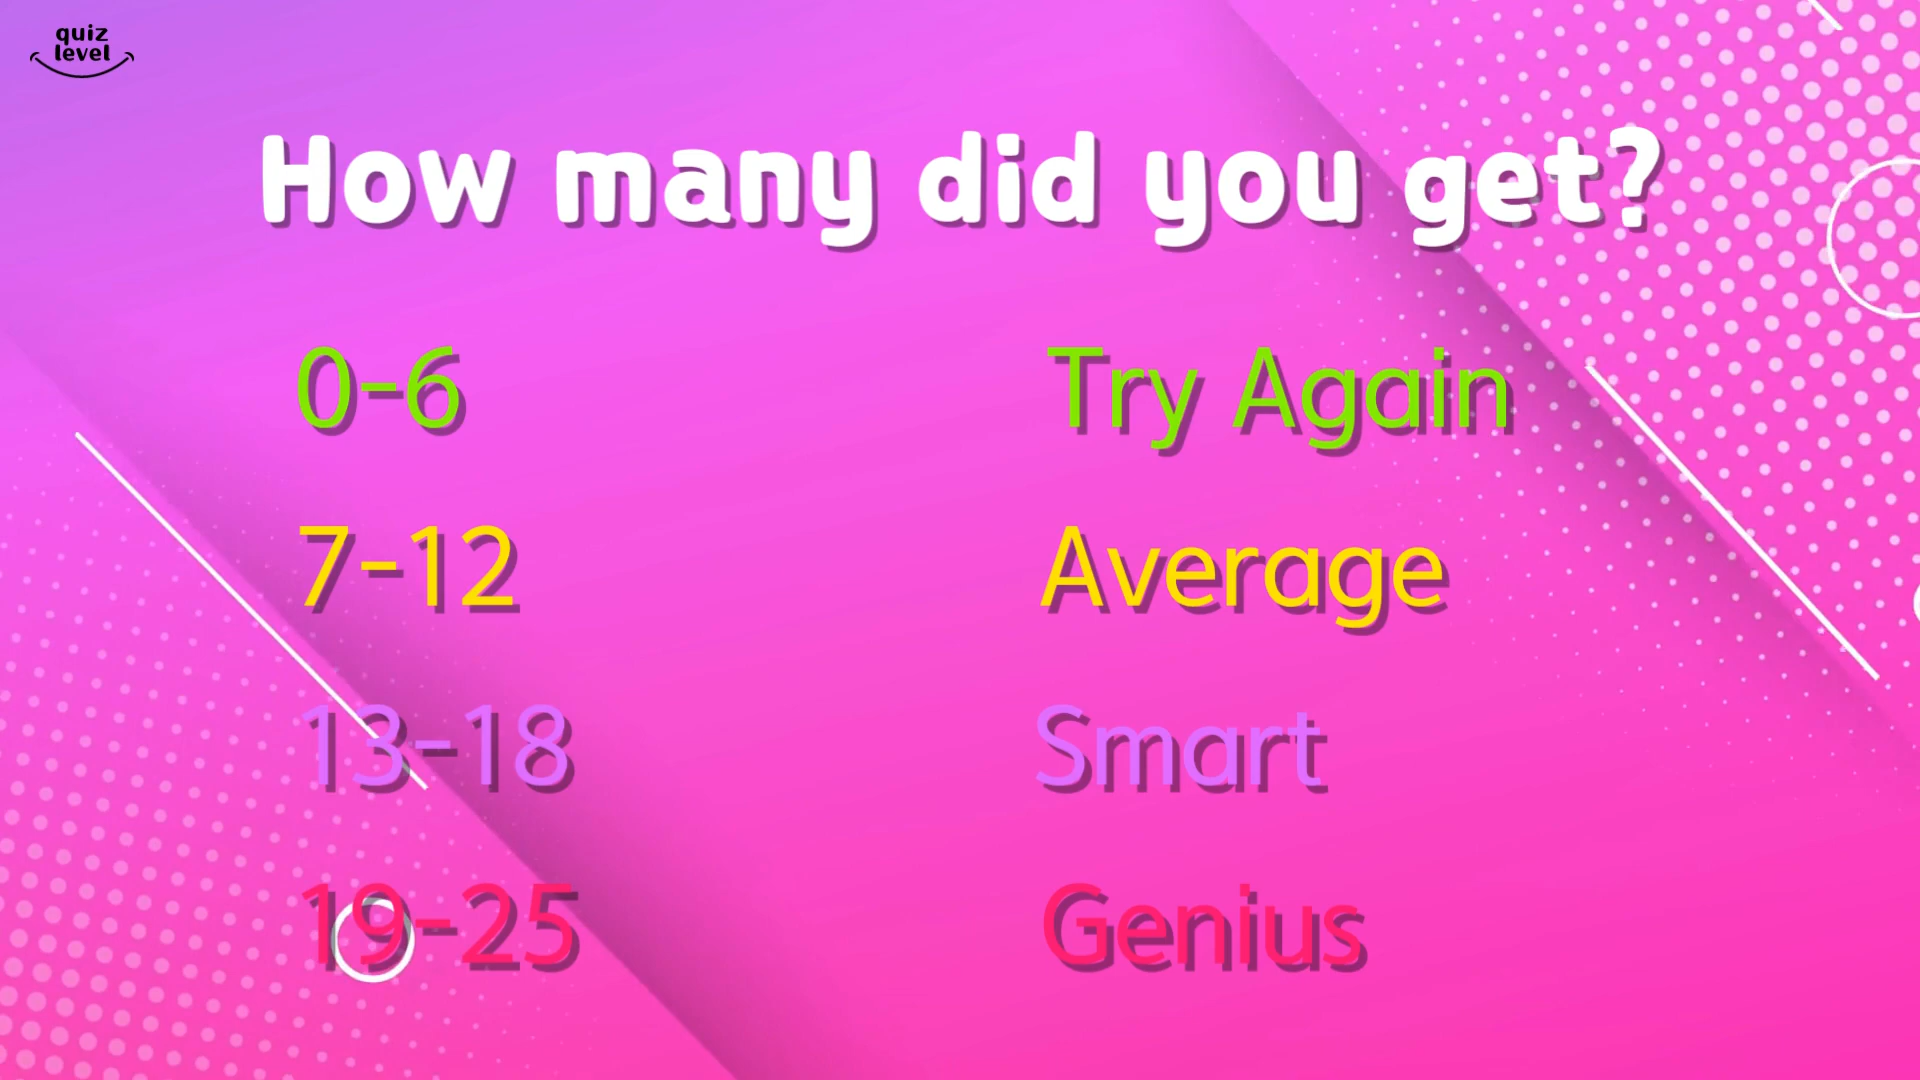 quiz
level
How many did you get?
0-6 Try Again
7-12 Average
13-18 Smart
19-25 Genius